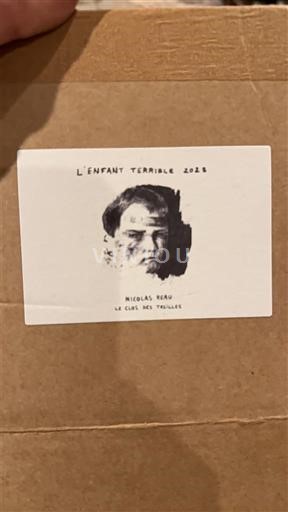 L'ENFANT TERRIBLE 2023
NICOLAS REAU
LE CLOS DES TREILLES